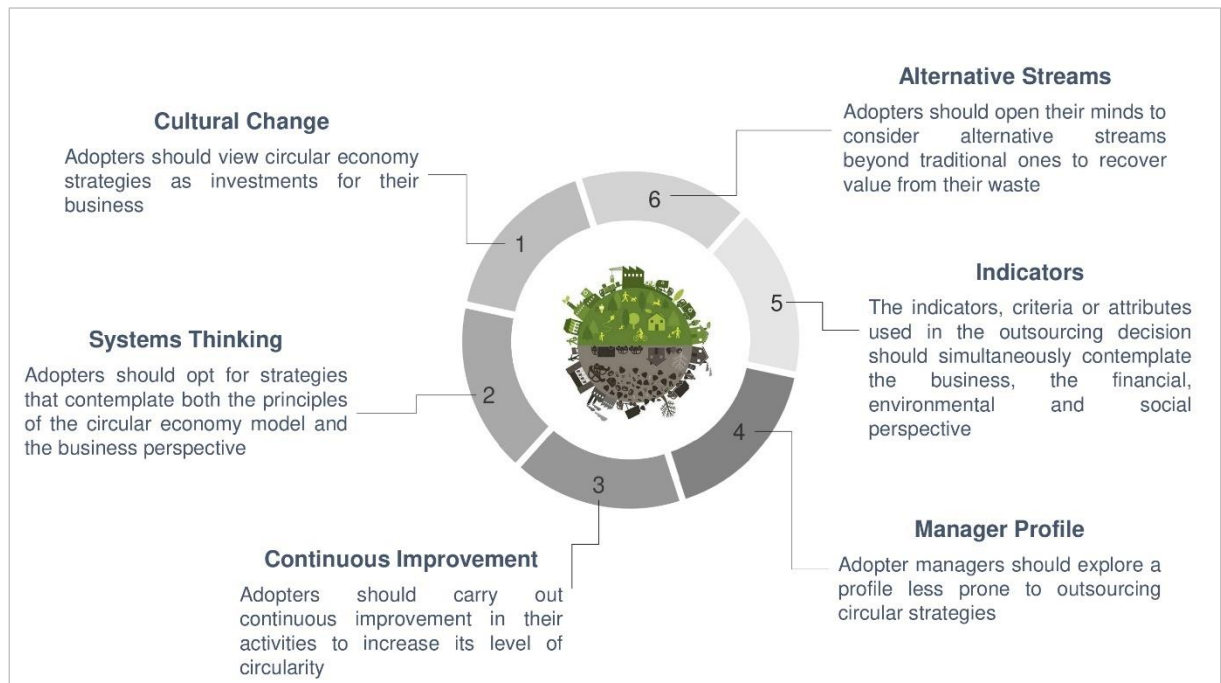 Cultural Change
Adopters should view circular economy
strategies as investments for their
business
1
Systems Thinking
Adopters should opt for strategies
that contemplate both the principles
of the circular economy model and
the business perspective
2
Continuous Improvement
Adopters should carry out
continuous improvement in their
activities to increase its level of
circularity
3
Manager Profile
Adopter managers should explore a
profile less prone to outsourcing
circular strategies
4
Indicators
The indicators, criteria or attributes
used in the outsourcing decision
should simultaneously contemplate
the business, the financial,
environmental and social
perspective
5
Alternative Streams
Adopters should open their minds to
consider alternative streams
beyond traditional ones to recover
value from their waste
6